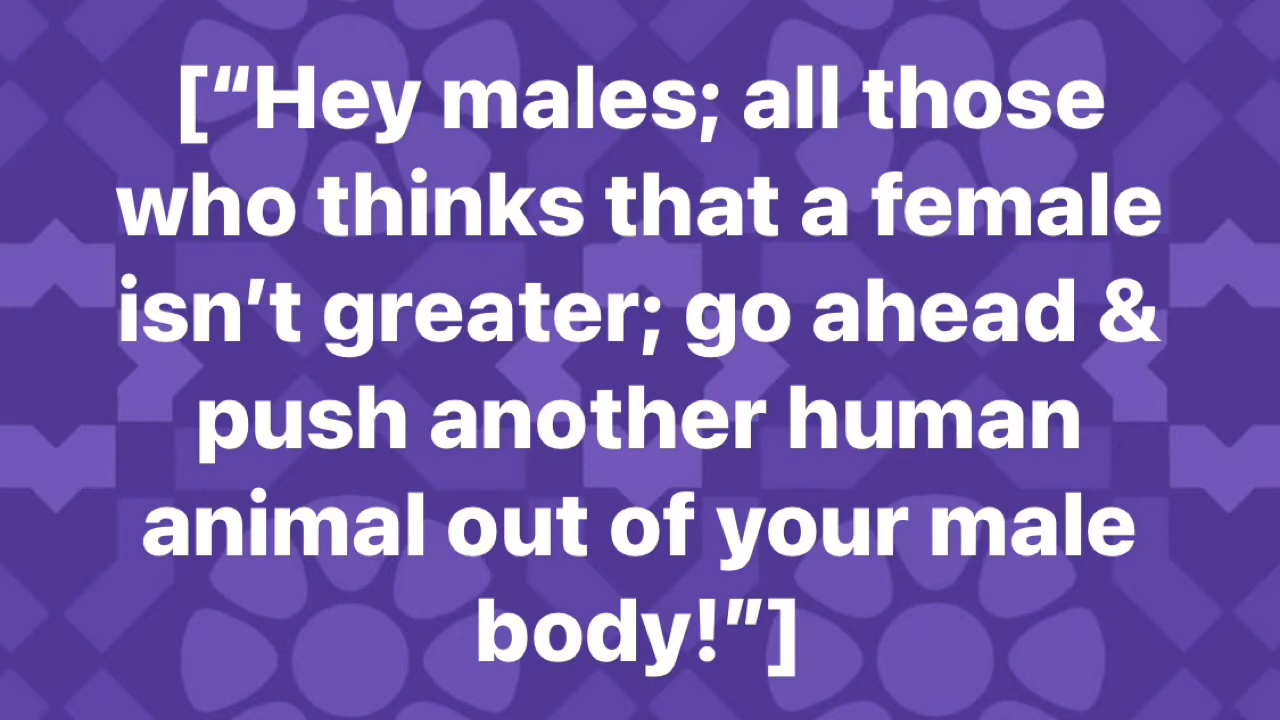 [“Hey males; all those
who thinks that a female
isn’t greater; go ahead &
push another human
animal out of your male
body!”]